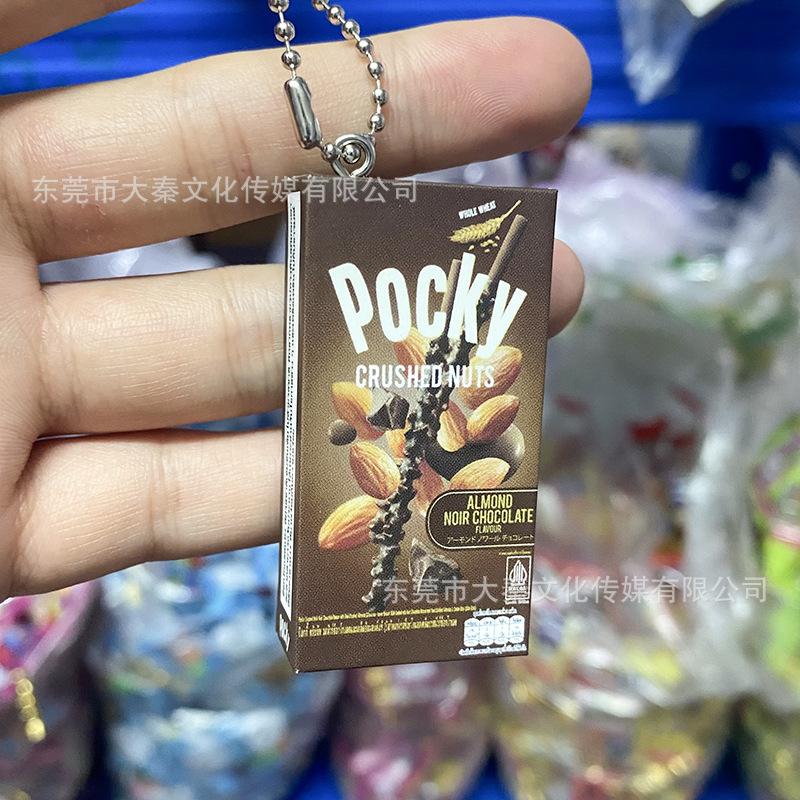 东莞市大秦文化传媒有限公司
WHOLE WHEAT
Pocky
CRUSHED NUTS
ALMOND
NOIR CHOCOLATE
FLAVOUR
アーモンド ノワール チョコレート
东莞市大秦文化传媒有限公司
HALAL